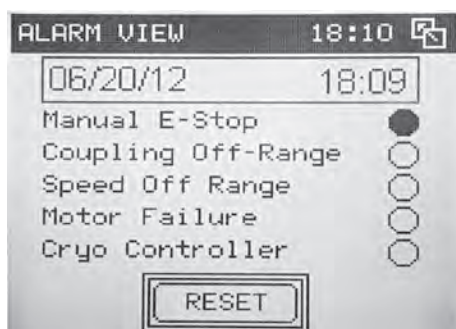 ALARM VIEW 18:10
06/20/12 18:09
Manual E-Stop
Coupling Off-Range
Speed Off Range
Motor Failure
Cryo Controller
RESET